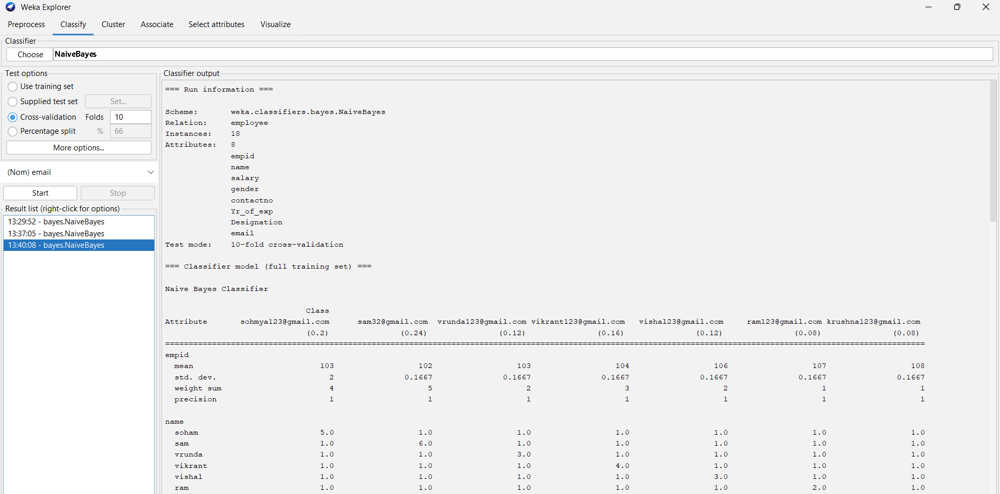 Weka Explorer
Preprocess Classify Cluster Associate Select attributes Visualize
Classifier
Choose NaiveBayes
Test options
Use training set
Supplied test set Set...
Cross-validation Folds 10
Percentage split % 66
More options...
(Nom) email
Start Stop
Result list (right-click for options)
13:29:52 - bayes.NaiveBayes
13:37:05 - bayes.NaiveBayes
13:40:08 - bayes.NaiveBayes
Classifier output
=== Run information ===
Scheme: weka.classifiers.bayes.NaiveBayes
Relation: employee
Instances: 18
Attributes: 8
empid
name
salary
gender
contactno
Yr_of_exp
Designation
email
Test mode: 10-fold cross-validation
=== Classifier model (full training set) ===
Naive Bayes Classifier
Class
Attribute sohmya123@gmail.com sam32@gmail.com vrunda123@gmail.com vikrant123@gmail.com vishal23@gmail.com ram123@gmail.com krushna123@gmail.com
(0.2) (0.24) (0.12) (0.16) (0.12) (0.08) (0.08)
==================================================================================================================================================================
empid
mean 103 102 103 104 106 107 108
std. dev. 2 0.1667 0.1667 0.1667 0.1667 0.1667 0.1667
weight sum 4 5 2 3 2 1 1
precision 1 1 1 1 1 1 1
name
soham 5.0 1.0 1.0 1.0 1.0 1.0 1.0
sam 1.0 6.0 1.0 1.0 1.0 1.0 1.0
vrunda 1.0 1.0 3.0 1.0 1.0 1.0 1.0
vikrant 1.0 1.0 1.0 4.0 1.0 1.0 1.0
vishal 1.0 1.0 1.0 1.0 3.0 1.0 1.0
ram 1.0 1.0 1.0 1.0 1.0 2.0 1.0